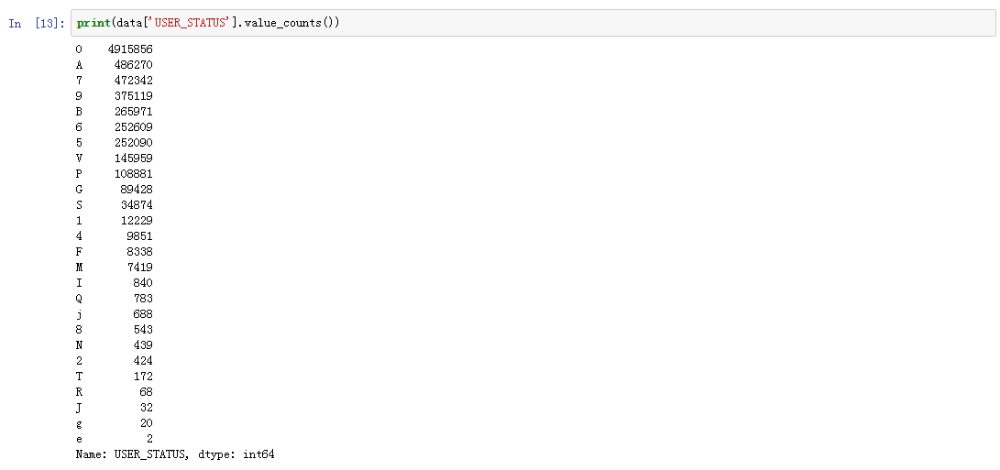 In [13]: print(data['USER_STATUS'].value_counts())
0 4915856
A 486270
7 472342
9 375119
B 265971
6 252609
5 252090
V 145959
P 108881
G 89428
S 34874
1 12229
4 9851
F 8338
M 7419
I 840
Q 783
j 688
8 543
N 439
2 424
T 172
R 68
J 32
g 20
e 2
Name: USER_STATUS, dtype: int64